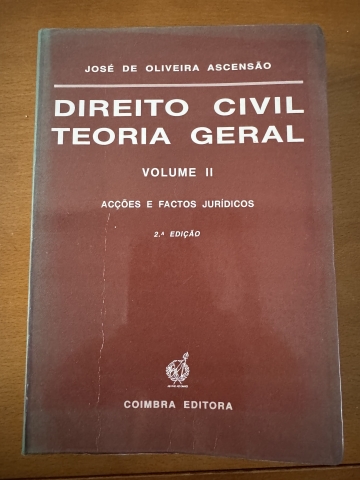 JOSÉ DE OLIVEIRA ASCENSÃO
DIREITO CIVIL
TEORIA GERAL
VOLUME II
ACÇÕES E FACTOS JURÍDICOS
2.ª EDIÇÃO
COIMBRA EDITORA